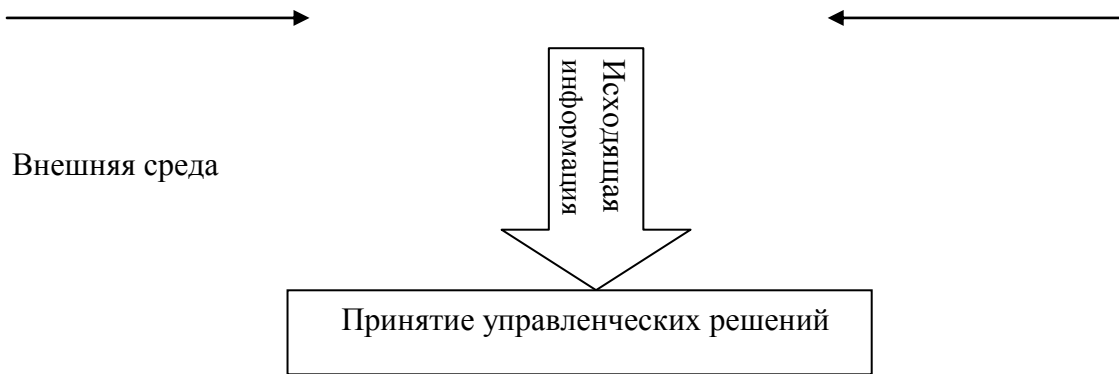 Исходящая
информация
Внешняя среда
Принятие управленческих решений